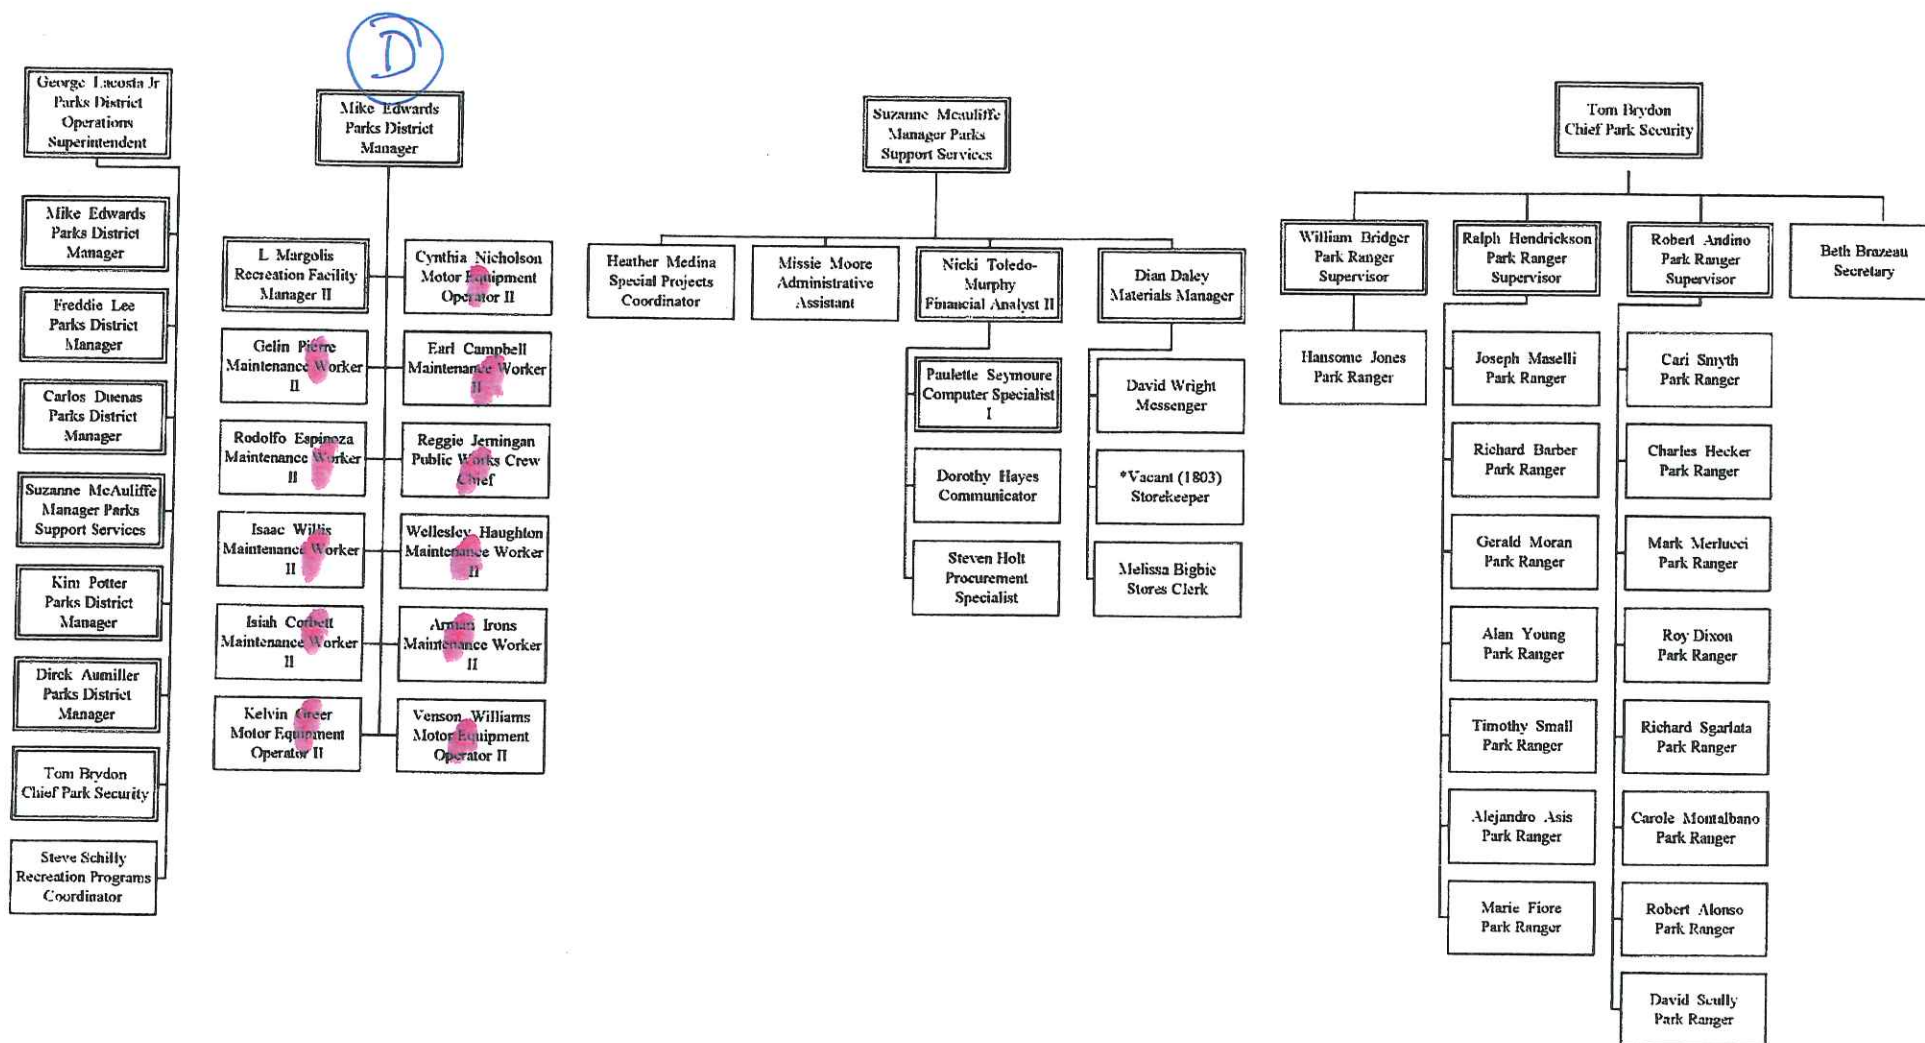 D
George Lacosta Jr
Parks District
Operations
Superintendent
Mike Edwards
Parks District
Manager
Freddie Lee
Parks District
Manager
Carlos Duenas
Parks District
Manager
Suzanne McAuliffe
Manager Parks
Support Services
Kim Potter
Parks District
Manager
Dirck Aumiller
Parks District
Manager
Tom Brydon
Chief Park Security
Steve Schilly
Recreation Programs
Coordinator
Mike Edwards
Parks District
Manager
L Margolis
Recreation Facility
Manager II
Cynthia Nicholson
Motor Equipment
Operator II
Gelin Pierre
Maintenance Worker
II
Earl Campbell
Maintenance Worker
II
Rodolfo Espinoza
Maintenance Worker
II
Reggie Jerningan
Public Works Crew
Chief
Isaac Willis
Maintenance Worker
II
Wellesley Haughton
Maintenance Worker
II
Isiah Corbett
Maintenance Worker
II
Arman Irons
Maintenance Worker
II
Kelvin Greer
Motor Equipment
Operator II
Venson Williams
Motor Equipment
Operator II
Suzanne Mcauliffe
Manager Parks
Support Services
Heather Medina
Special Projects
Coordinator
Missie Moore
Administrative
Assistant
Nicki Toledo-
Murphy
Financial Analyst II
Dian Daley
Materials Manager
Paulette Seymoure
Computer Specialist
I
Dorothy Hayes
Communicator
Steven Holt
Procurement
Specialist
David Wright
Messenger
*Vacant (1803)
Storekeeper
Melissa Bigbie
Stores Clerk
Tom Brydon
Chief Park Security
William Bridger
Park Ranger
Supervisor
Ralph Hendrickson
Park Ranger
Supervisor
Robert Andino
Park Ranger
Supervisor
Beth Brazeau
Secretary
Hansome Jones
Park Ranger
Joseph Maselli
Park Ranger
Richard Barber
Park Ranger
Gerald Moran
Park Ranger
Alan Young
Park Ranger
Timothy Small
Park Ranger
Alejandro Asis
Park Ranger
Marie Fiore
Park Ranger
Cari Smyth
Park Ranger
Charles Hecker
Park Ranger
Mark Merlucci
Park Ranger
Roy Dixon
Park Ranger
Richard Sgarlata
Park Ranger
Carole Montalbano
Park Ranger
Robert Alonso
Park Ranger
David Scully
Park Ranger